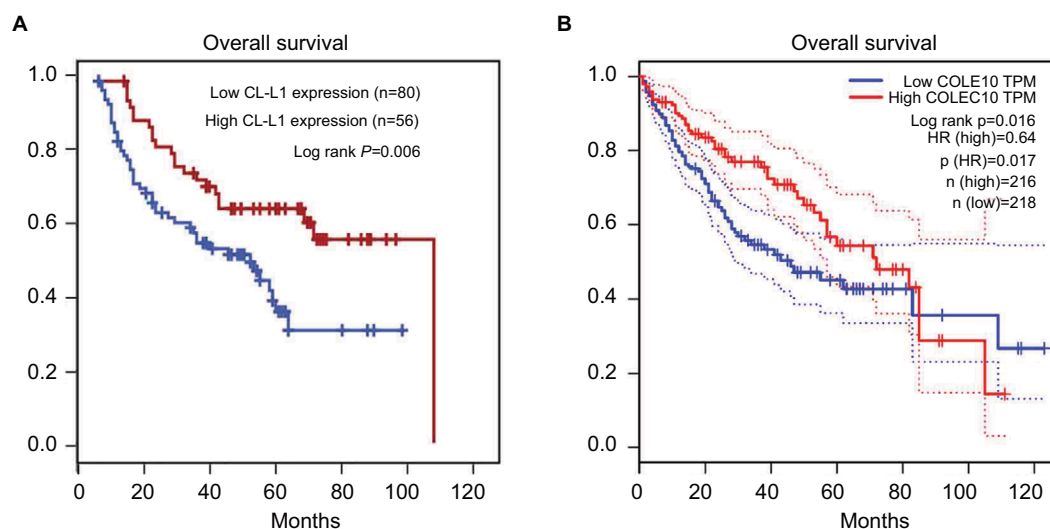 A
Overall survival
Low CL-L1 expression (n=80)
High CL-L1 expression (n=56)
Log rank P=0.006
1.0
0.8
0.6
0.4
0.2
0.0
0 20 40 60 80 100 120
Months
B
Overall survival
Low COLE10 TPM
High COLEC10 TPM
Log rank p=0.016
HR (high)=0.64
p (HR)=0.017
n (high)=216
n (low)=218
1.0
0.8
0.6
0.4
0.2
0.0
0 20 40 60 80 100 120
Months